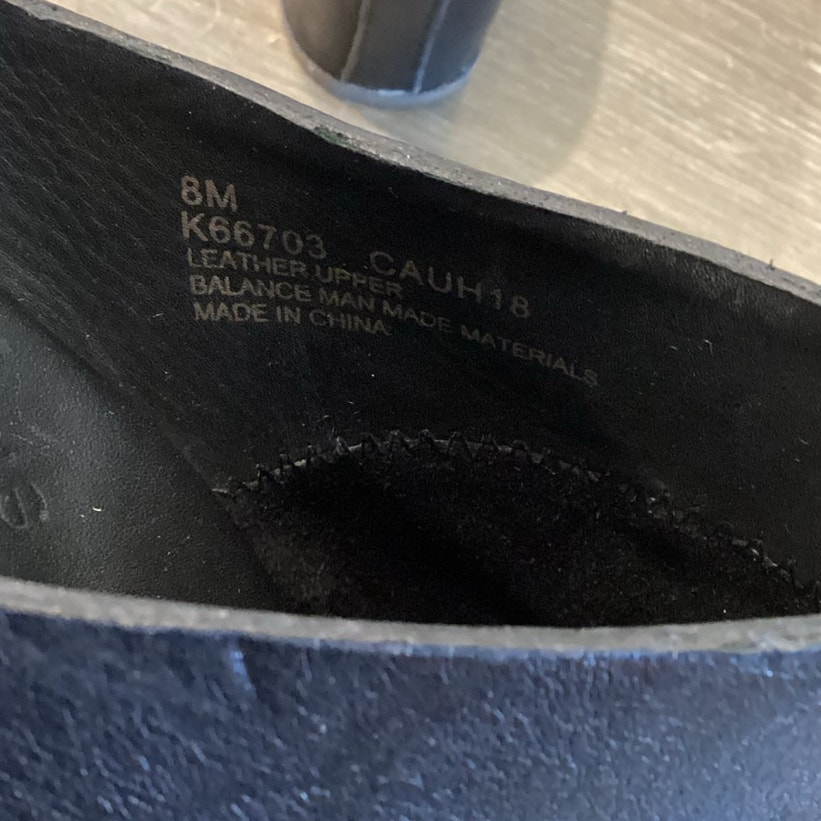 8M
K66703 CAUH18
LEATHER UPPER
BALANCE MAN MADE MATERIALS
MADE IN CHINA